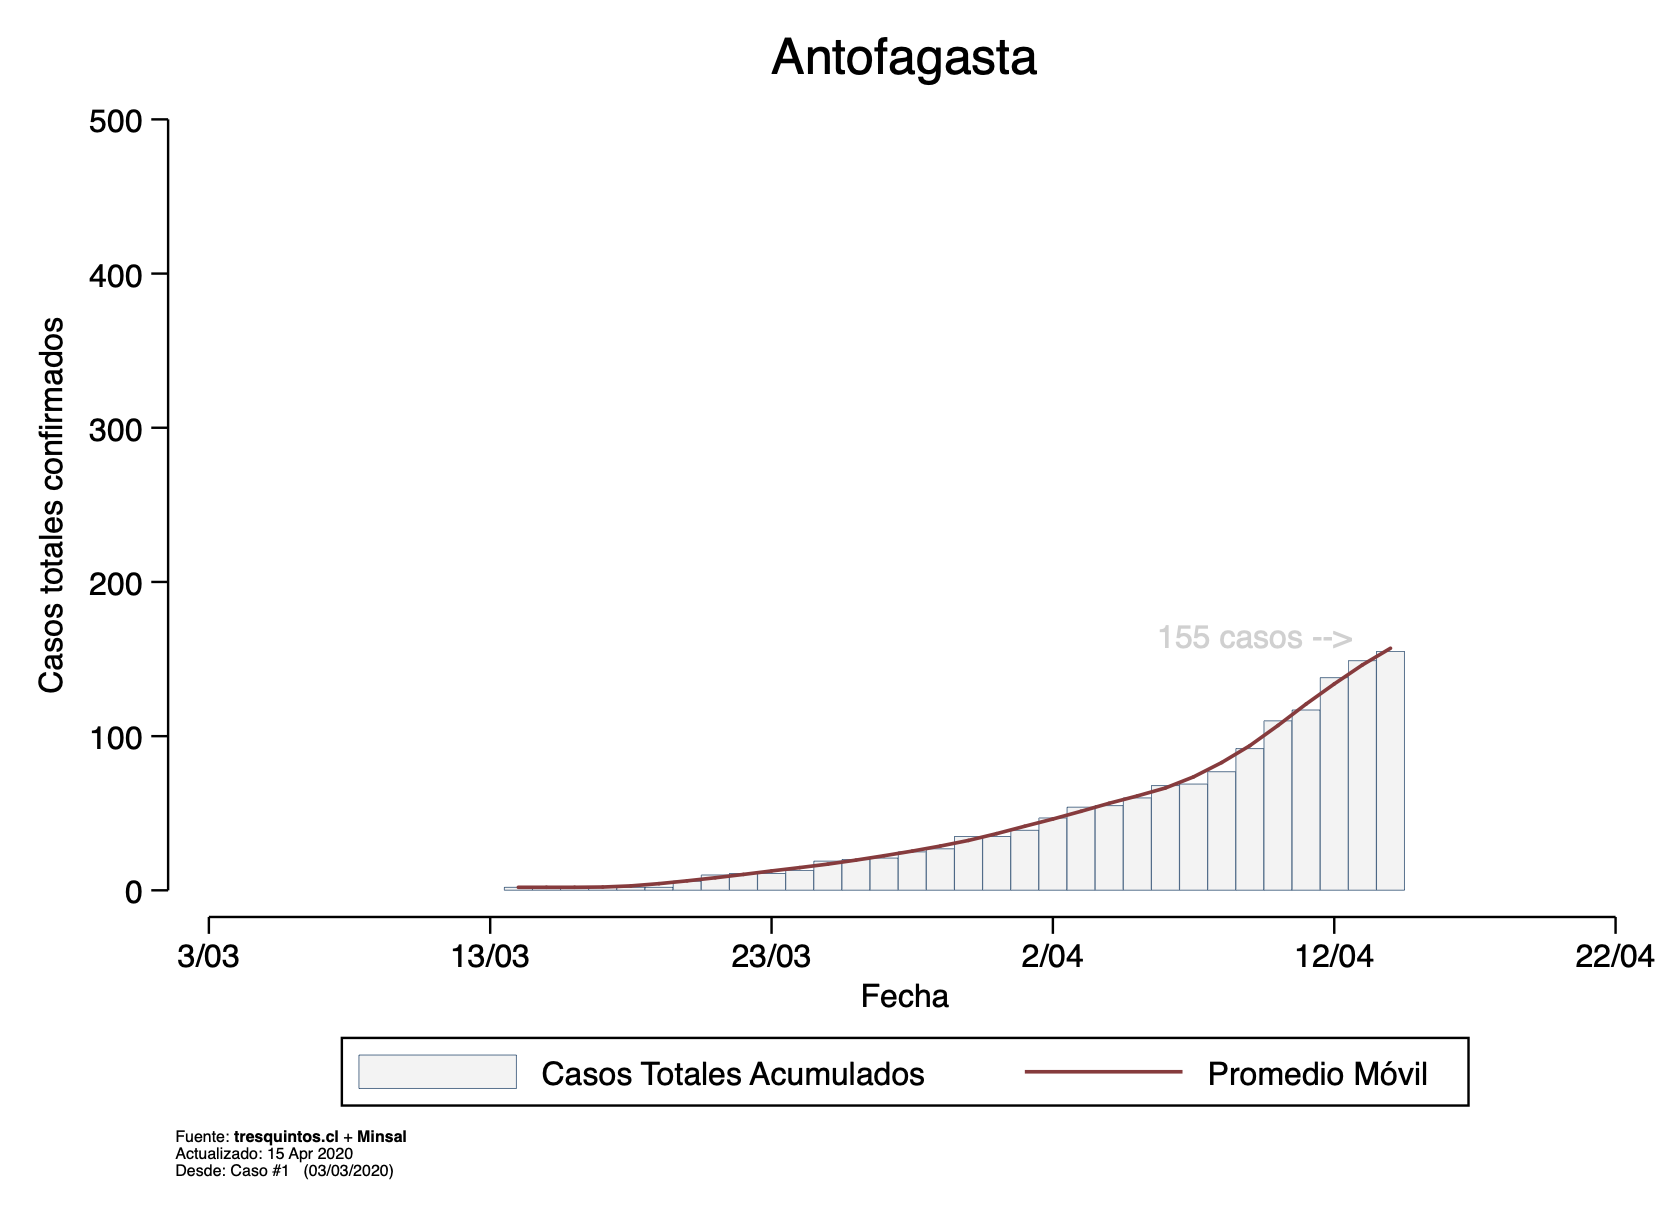 Antofagasta
500
400
300
200
100
0
Casos totales confirmados
155 casos -->
3/03
13/03
23/03
2/04
12/04
22/04
Fecha
Casos Totales Acumulados
Promedio Móvil
Fuente: tresquintos.cl + Minsal
Actualizado: 15 Apr 2020
Desde: Caso #1 (03/03/2020)